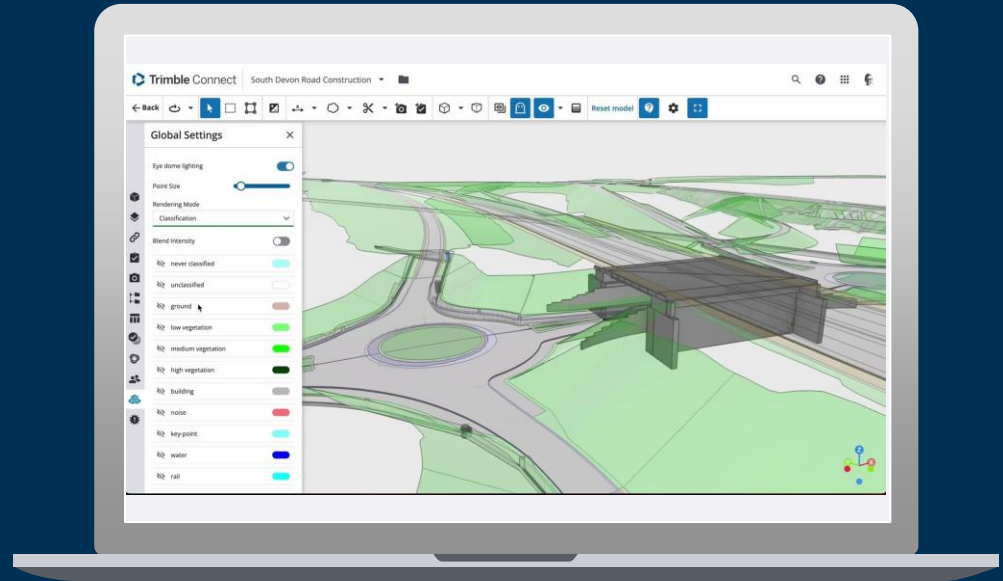 Trimble Connect South Devon Road Construction
Back
Reset model
Global Settings
Eye dome lighting
Point Size
Rendering Mode
Classification
Blend Intensity
never classified
unclassified
ground
low vegetation
medium vegetation
high vegetation
building
noise
key-point
water
rail
Z
X